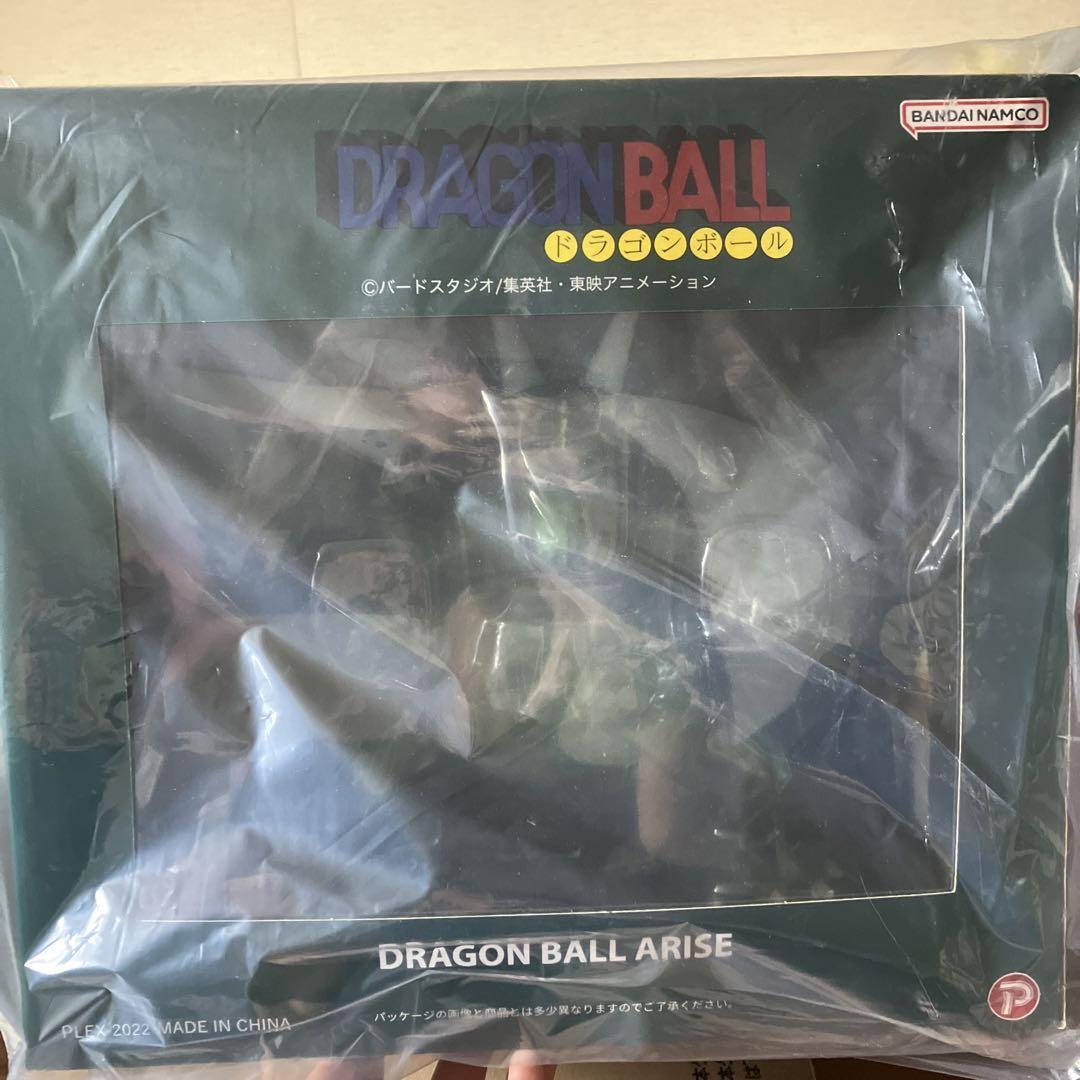 BANDAI NAMCO
DRAGON BALL
ドラゴンボール
©バードスタジオ/集英社・東映アニメーション
DRAGON BALL ARISE
パッケージの画像と商品とは多少異なりますのでご了承ください。
PLEX 2022 MADE IN CHINA
P
本